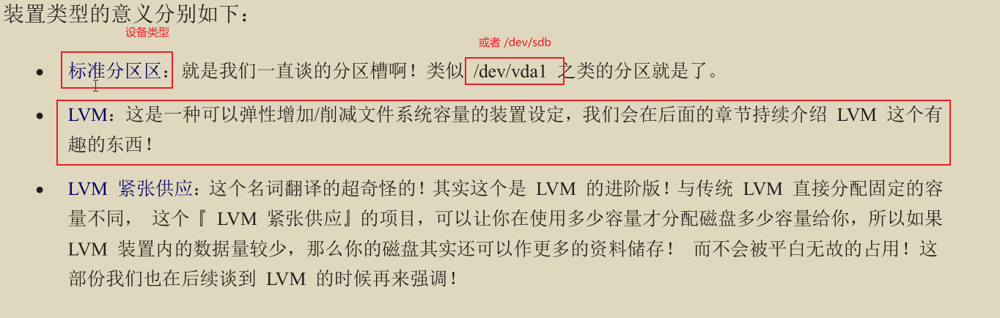 装置类型的意义分别如下：
设备类型
或者 /dev/sdb
• 标准分区区：就是我们一直谈的分区槽啊！类似 /dev/vda1 之类的分区就是了。
• LVM：这是一种可以弹性增加/削减文件系统容量的装置设定，我们会在后面的章节持续介绍 LVM 这个有
趣的东西！
• LVM 紧张供应：这个名词翻译的超奇怪的！其实这个是 LVM 的进阶版！与传统 LVM 直接分配固定的容
量不同， 这个『 LVM 紧张供应』的项目，可以让你在使用多少容量才分配磁盘多少容量给你，所以如果
LVM 装置内的数据量较少，那么你的磁盘其实还可以作更多的资料储存！ 而不会被平白无故的占用！这
部份我们也在后续谈到 LVM 的时候再来强调！